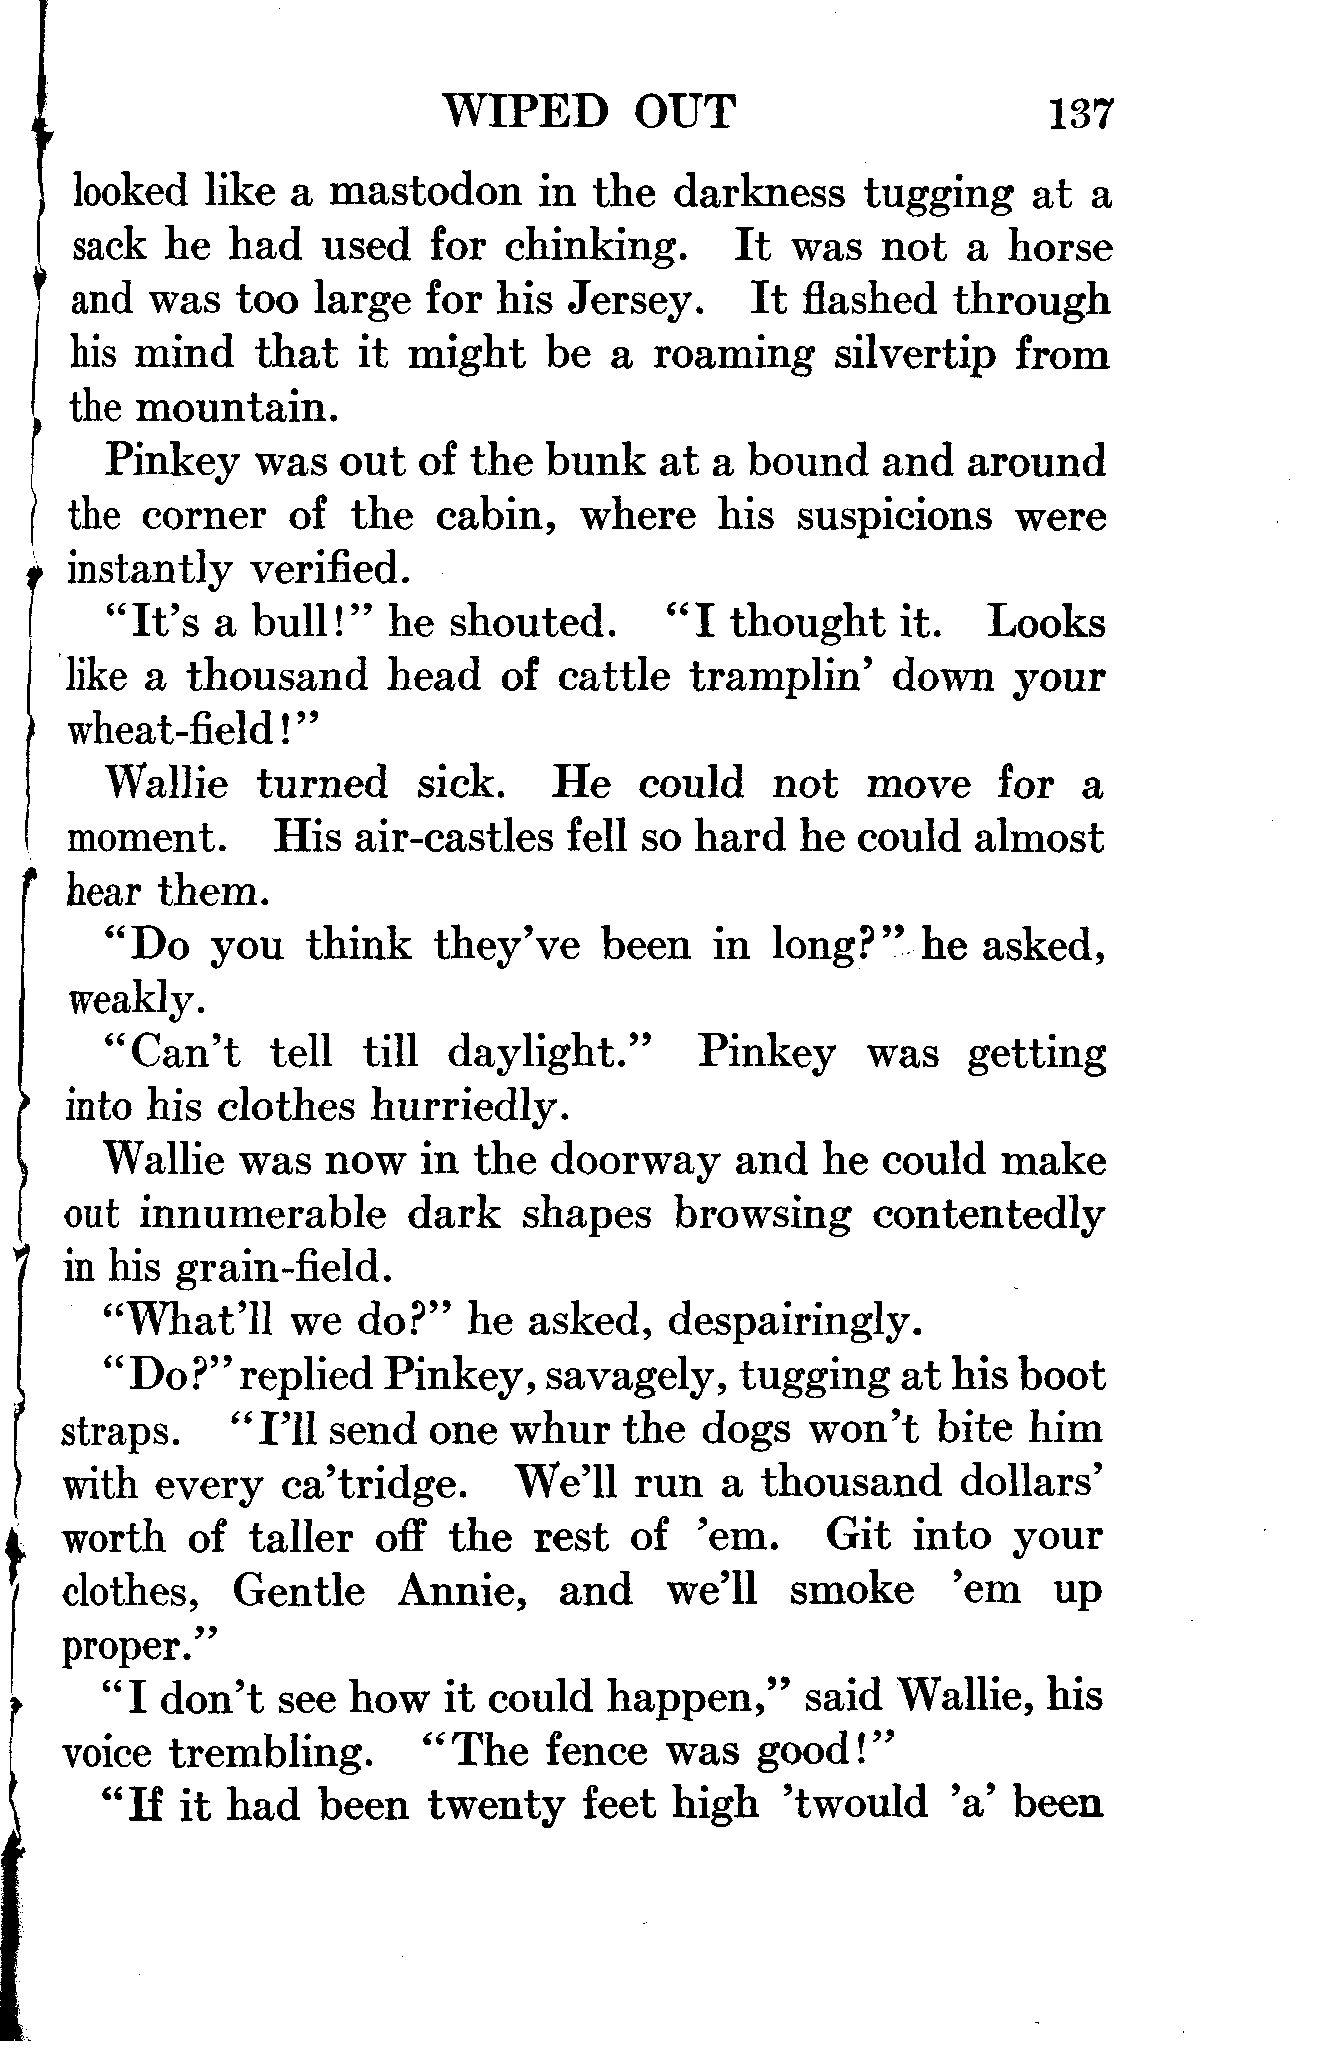 WIPED OUT 137
looked like a mastodon in the darkness tugging at a
sack he had used for chinking. It was not a horse
and was too large for his Jersey. It flashed through
his mind that it might be a roaming silvertip from
the mountain.
Pinkey was out of the bunk at a bound and around
the corner of the cabin, where his suspicions were
instantly verified.
“It’s a bull!” he shouted. “I thought it. Looks
like a thousand head of cattle tramplin’ down your
wheat-field!”
Wallie turned sick. He could not move for a
moment. His air-castles fell so hard he could almost
hear them.
“Do you think they’ve been in long?” he asked,
weakly.
“Can’t tell till daylight.” Pinkey was getting
into his clothes hurriedly.
Wallie was now in the doorway and he could make
out innumerable dark shapes browsing contentedly
in his grain-field.
“What’ll we do?” he asked, despairingly.
“Do?” replied Pinkey, savagely, tugging at his boot
straps. “I’ll send one whur the dogs won’t bite him
with every ca’tridge. We’ll run a thousand dollars’
worth of taller off the rest of ’em. Git into your
clothes, Gentle Annie, and we’ll smoke ’em up
proper.”
“I don’t see how it could happen,” said Wallie, his
voice trembling. “The fence was good!”
“If it had been twenty feet high ’twould ’a’ been